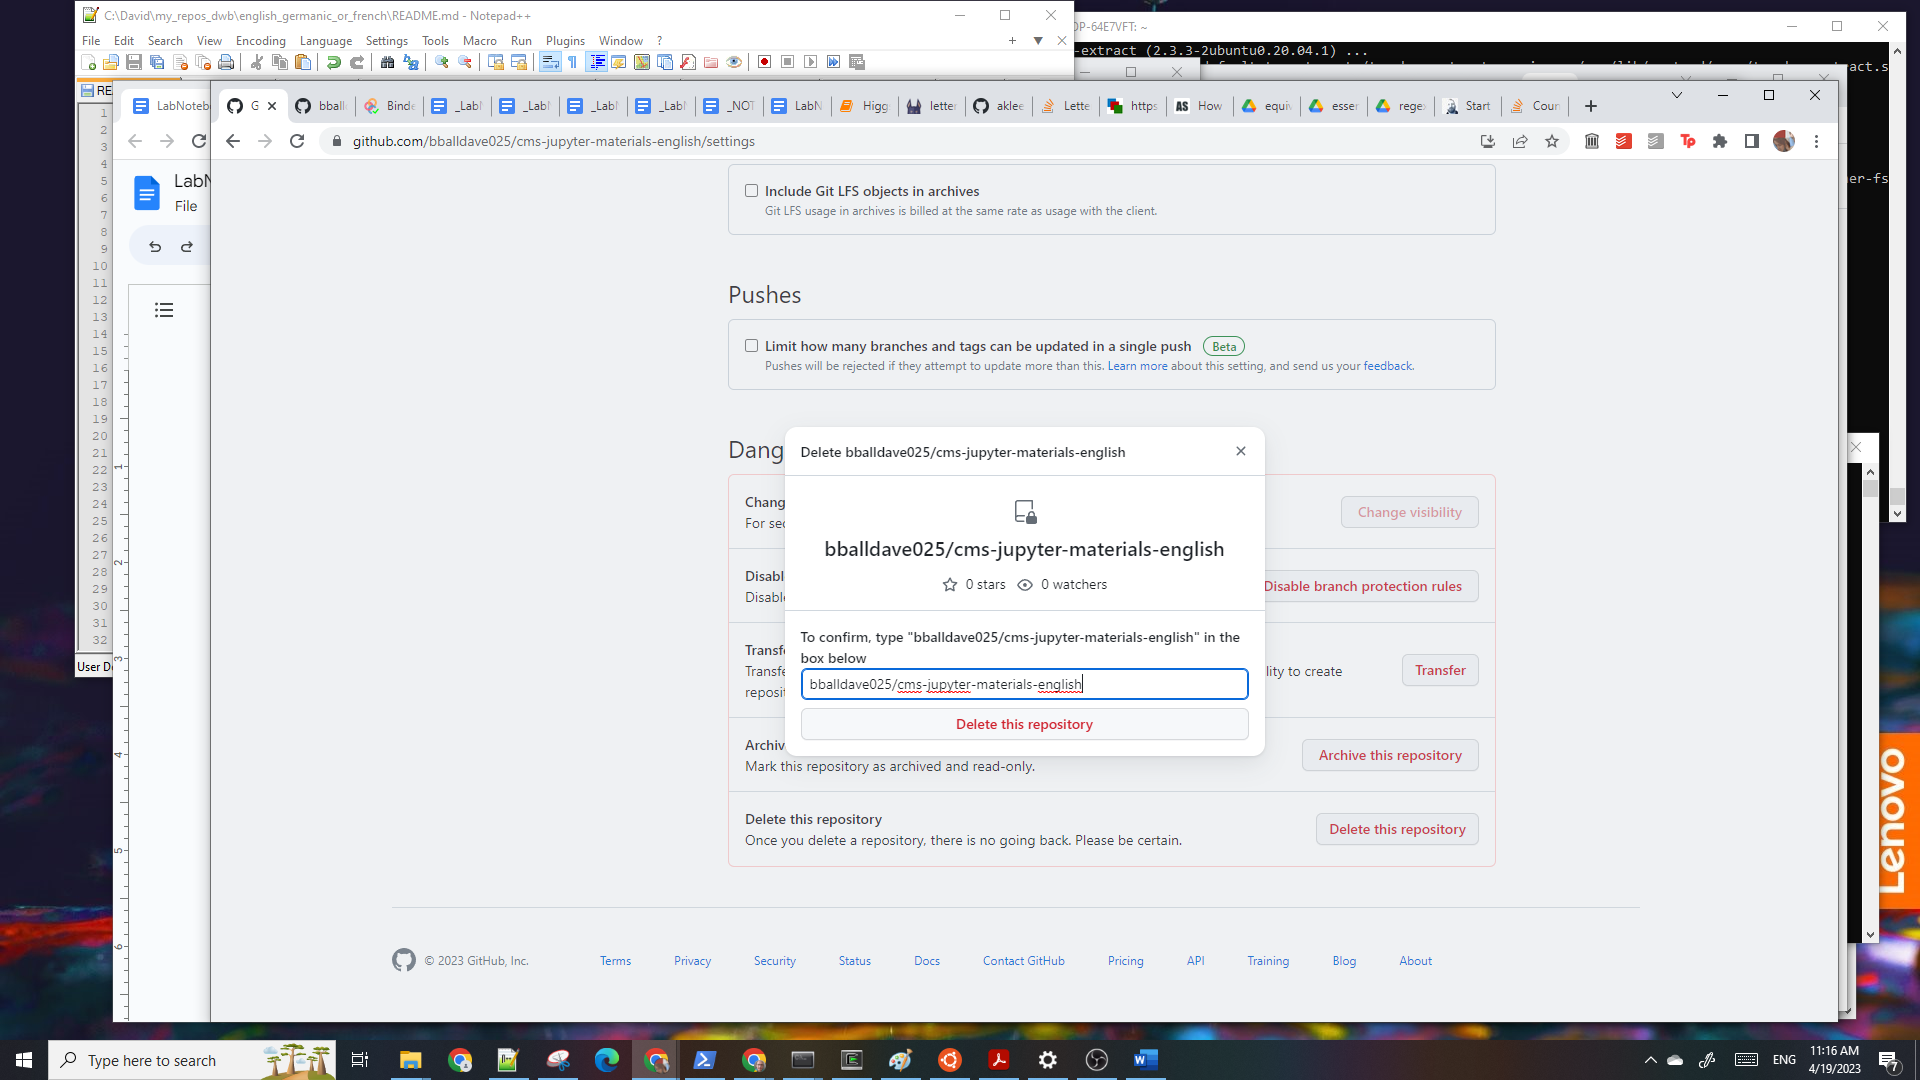 C:\David\my_repos_dwb\english_germanic_or_french\README.md - Notepad++
File Edit Search View Encoding Language Settings Tools Macro Run Plugins Window ?
OP-64E7VFT: ~
-extract (2.3.3-2ubuntu0.20.04.1) ...
LabNoteb
G
bball
Binde
_Lab
_Lab
_Lab
_Lab
_NOT
LabN
Higg
letter
aklee
Lette
https
AS How
equiv
esser
rege
Start
Coun
github.com/bballdave025/cms-jupyter-materials-english/settings
LabN
File
1
2
3
4
5
6
7
8
9
10
11
12
13
14
15
16
17
18
19
20
21
22
23
24
25
26
27
28
29
30
31
32
er-fs
Include Git LFS objects in archives
Git LFS usage in archives is billed at the same rate as usage with the client.
Pushes
Limit how many branches and tags can be updated in a single push Beta
Pushes will be rejected if they attempt to update more than this. Learn more about this setting, and send us your feedback.
Dang
Delete bballdave025/cms-jupyter-materials-english
bballdave025/cms-jupyter-materials-english
0 stars 0 watchers
To confirm, type "bballdave025/cms-jupyter-materials-english" in the
box below
bballdave025/cms-jupyter-materials-english
Delete this repository
Chang
For sec
Change visibility
Disabl
Disable
Disable branch protection rules
Transfe
Transfe
reposit
lity to create
Transfer
Archiv
Mark this repository as archived and read-only.
Archive this repository
Delete this repository
Once you delete a repository, there is no going back. Please be certain.
Delete this repository
User D
© 2023 GitHub, Inc. Terms Privacy Security Status Docs Contact GitHub Pricing API Training Blog About
Lenovo
Type here to search
ENG
11:16 AM
4/19/2023
7